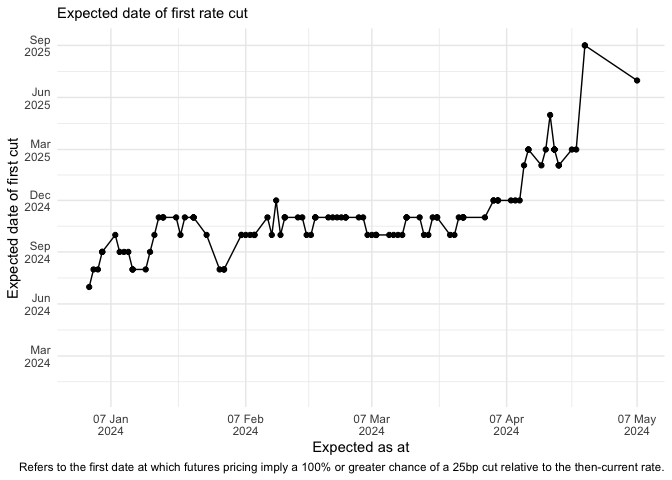 Expected date of first rate cut
Expected date of first cut
Sep
2025
Jun
2025
Mar
2025
Dec
2024
Sep
2024
Jun
2024
Mar
2024
07 Jan
2024
07 Feb
2024
07 Mar
2024
07 Apr
2024
07 May
2024
Expected as at
Refers to the first date at which futures pricing imply a 100% or greater chance of a 25bp cut relative to the then-current rate.